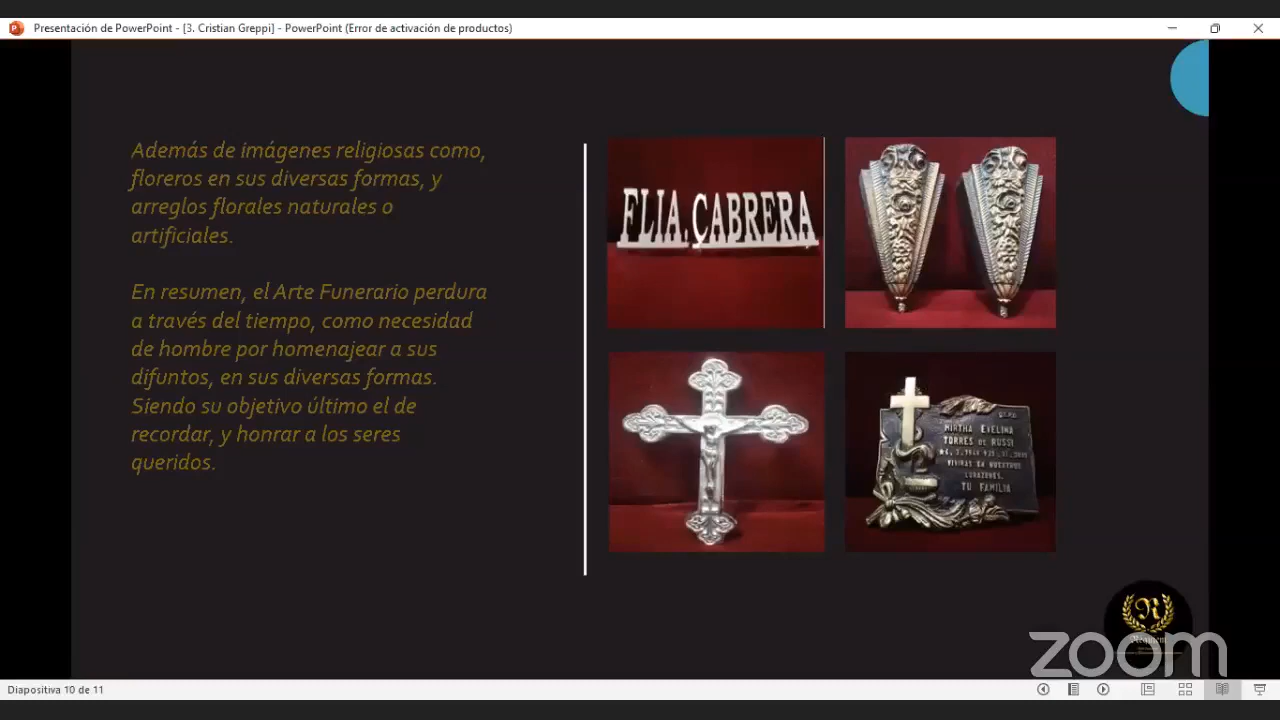 Presentación de PowerPoint - [3. Cristian Greppi] - PowerPoint (Error de activación de productos)
Además de imágenes religiosas como,
floreros en sus diversas formas, y
arreglos florales naturales o
artificiales.
En resumen, el Arte Funerario perdura
a través del tiempo, como necesidad
de hombre por homenajear a sus
difuntos, en sus diversas formas.
Siendo su objetivo último el de
recordar, y honrar a los seres
queridos.
FLIA. CABRERA
MIRTHA EVELINA
TORRES DE RUSSI
VIVIRAS EN NUESTROS
CORAZONES.
TU FAMILIA
R
Requiem
zoom
Diapositiva 10 de 11